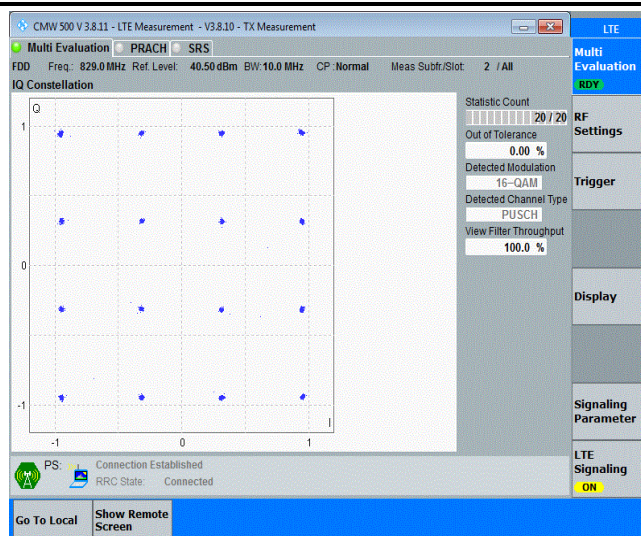 CMW 500 V 3.8.11 - LTE Measurement - V3.8.10 - TX Measurement
LTE
Multi Evaluation PRACH SRS
Multi
Evaluation
RDY
FDD Freq.: 829.0 MHz Ref. Level: 40.50 dBm BW: 10.0 MHz CP : Normal Meas Subfr./Slot: 2 / All
IQ Constellation
Q
1
0
-1
-1 0 1
I
Statistic Count
20 / 20
Out of Tolerance
0.00 %
Detected Modulation
16-QAM
Detected Channel Type
PUSCH
View Filter Throughput
100.0 %
RF
Settings
Trigger
Display
Signaling
Parameter
LTE
Signaling
ON
PS: Connection Established
RRC State: Connected
Go To Local
Show Remote
Screen